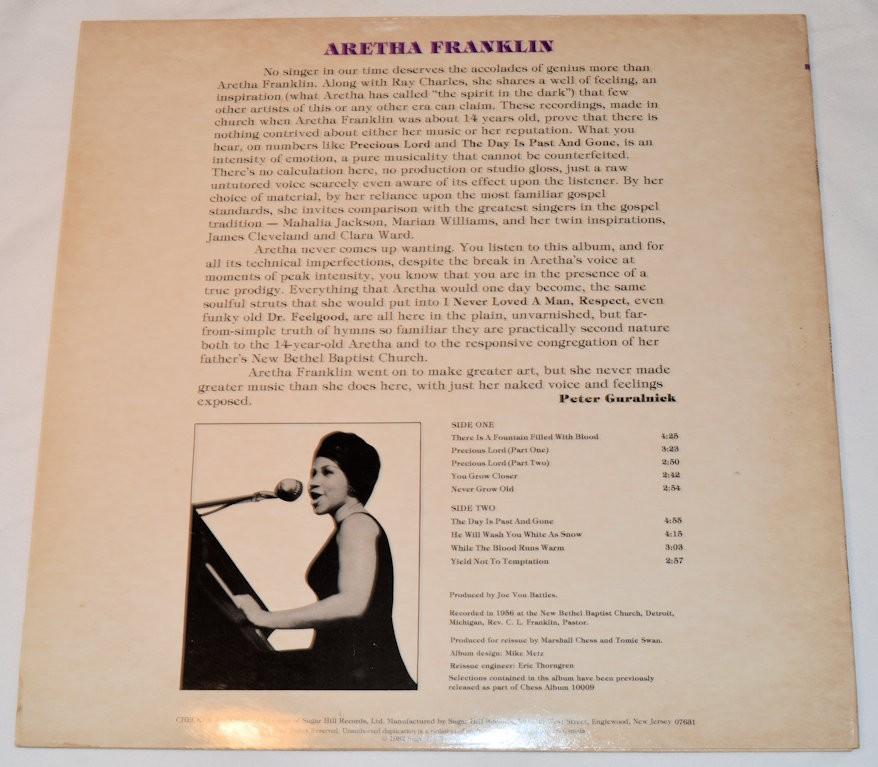 ARETHA FRANKLIN
No singer in our time deserves the accolades of genius more than
Aretha Franklin. Along with Ray Charles, she shares a well of feeling, an
inspiration (what Aretha has called "the spirit in the dark") that few
other artists of this or any other era can claim. These recordings, made in
church when Aretha Franklin was about 14 years old, prove that there is
nothing contrived about either her music or her reputation. What you
hear, on numbers like Precious Lord and The Day Is Past And Gone, is an
intensity of emotion, a pure musicality that cannot be counterfeited.
There's no calculation here, no production or studio gloss, just a raw
untutored voice scarcely even aware of its effect upon the listener. By her
choice of material, by her reliance upon the most familiar gospel
standards, she invites comparison with the greatest singers in the gospel
tradition — Mahalia Jackson, Marian Williams, and her twin inspirations,
James Cleveland and Clara Ward.
Aretha never comes up wanting. You listen to this album, and for
all its technical imperfections, despite the break in Aretha's voice at
moments of peak intensity, you know that you are in the presence of a
true prodigy. Everything that Aretha would one day become, the same
soulful struts that she would put into I Never Loved A Man, Respect, even
funky old Dr. Feelgood, are all here in the plain, unvarnished, but far-
from-simple truth of hymns so familiar they are practically second nature
both to the 14-year-old Aretha and to the responsive congregation of her
father's New Bethel Baptist Church.
Aretha Franklin went on to make greater art, but she never made
greater music than she does here, with just her naked voice and feelings
exposed. Peter Guralnick
SIDE ONE
There Is A Fountain Filled With Blood 4:25
Precious Lord (Part One) 3:23
Precious Lord (Part Two) 2:50
You Grow Closer 2:42
Never Grow Old 2:54
SIDE TWO
The Day Is Past And Gone 4:55
He Will Wash You White As Snow 4:15
While The Blood Runs Warm 3:03
Yield Not To Temptation 2:57
Produced by Joe Von Battles.
Recorded in 1956 at the New Bethel Baptist Church, Detroit,
Michigan, Rev. C. L. Franklin, Pastor.
Produced for reissue by Marshall Chess and Tomie Swan.
Album design: Mike Metz
Reissue engineer: Eric Thorngren
Selections contained in ths album have been previously
released as part of Chess Album 10009
of Sugar Hill Records, Ltd. Manufactured by Sugar Hill Street, Englewood, New Jersey 07631
Reserved. Unauthorized duplication is a violation of Canada
© 1982